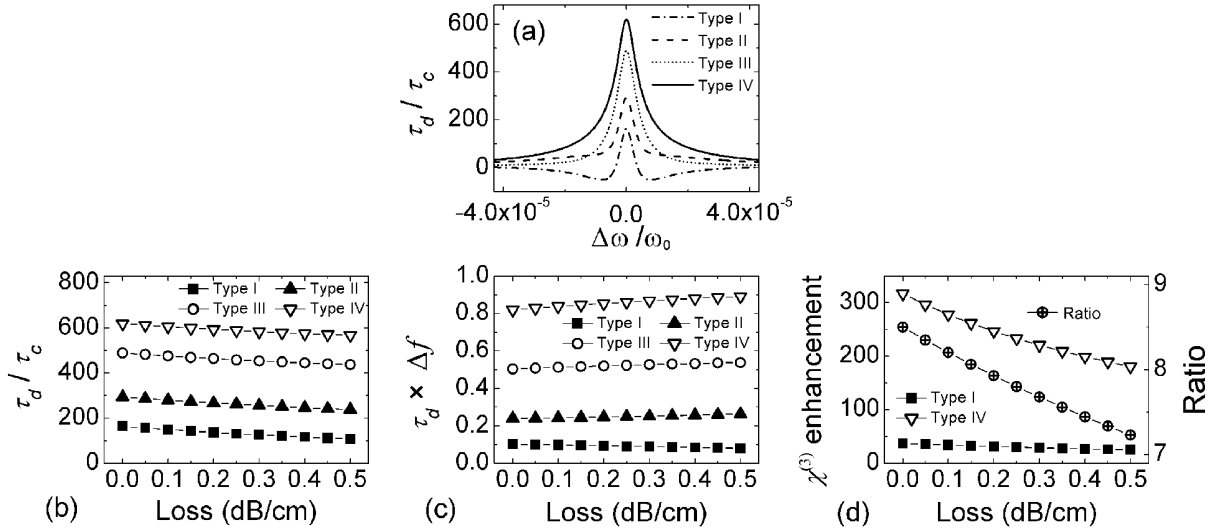 (a)
Type I
Type II
Type III
Type IV
600
400
200
0
τd / τc
−4.0x10⁻⁵ 0.0 4.0x10⁻⁵
Δω/ω₀
800
600
400
200
0
τd / τc
Type I Type II
Type III Type IV
0.0 0.1 0.2 0.3 0.4 0.5
(b) Loss (dB/cm)
1.0
0.8
0.6
0.4
0.2
0.0
τd × Δf
Type I Type II
Type III Type IV
0.0 0.1 0.2 0.3 0.4 0.5
(c) Loss (dB/cm)
300
250
200
150
100
50
0
χ⁽³⁾ enhancement
Ratio
Type I
Type IV
9
8
7
Ratio
0.0 0.1 0.2 0.3 0.4 0.5
(d) Loss (dB/cm)